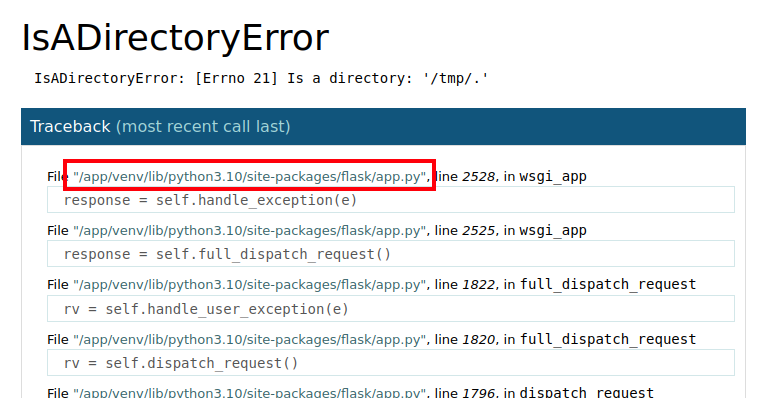 IsADirectoryError
IsADirectoryError: [Errno 21] Is a directory: '/tmp/.'
Traceback (most recent call last)
File "/app/venv/lib/python3.10/site-packages/flask/app.py", line 2528, in wsgi_app
response = self.handle_exception(e)
File "/app/venv/lib/python3.10/site-packages/flask/app.py", line 2525, in wsgi_app
response = self.full_dispatch_request()
File "/app/venv/lib/python3.10/site-packages/flask/app.py", line 1822, in full_dispatch_request
rv = self.handle_user_exception(e)
File "/app/venv/lib/python3.10/site-packages/flask/app.py", line 1820, in full_dispatch_request
rv = self.dispatch_request()
File "/app/venv/lib/python3.10/site-packages/flask/app.py", line 1796, in dispatch_request